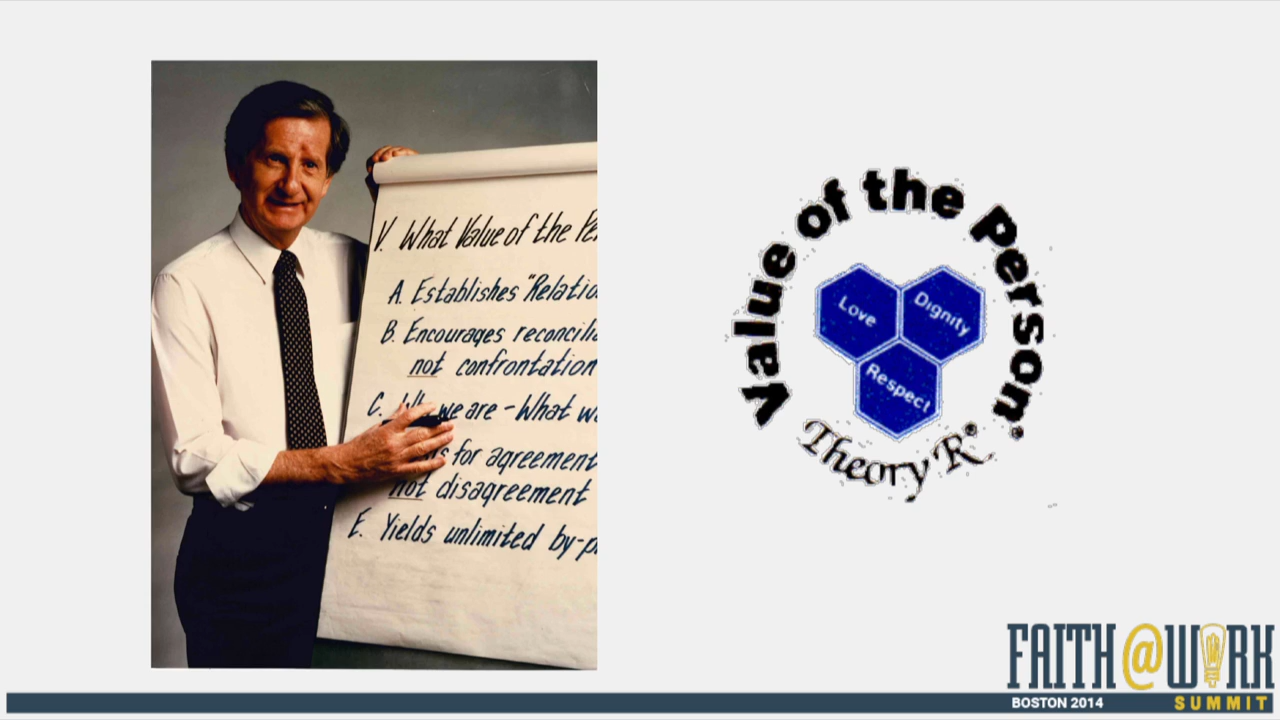 V. What Value of the Pe
A. Establishes "Relatio
B. Encourages reconcili
not confrontation
C. we are - What w
for agreement
not disagreement
E. Yields unlimited by-p
Value of the Person®
Love
Dignity
Respect
Theory R®
FAITH@WORK
BOSTON 2014 SUMMIT